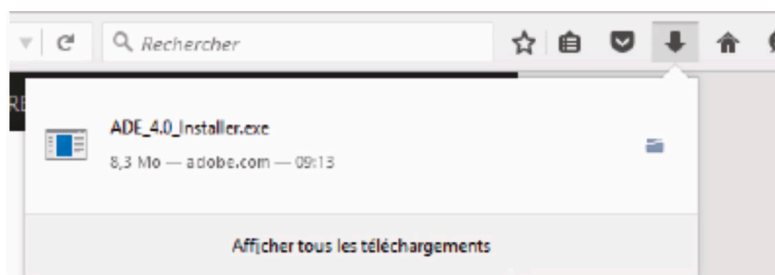 Rechercher
ADE_4.0_Installer.exe
8,3 Mo — adobe.com — 09:13
Afficher tous les téléchargements